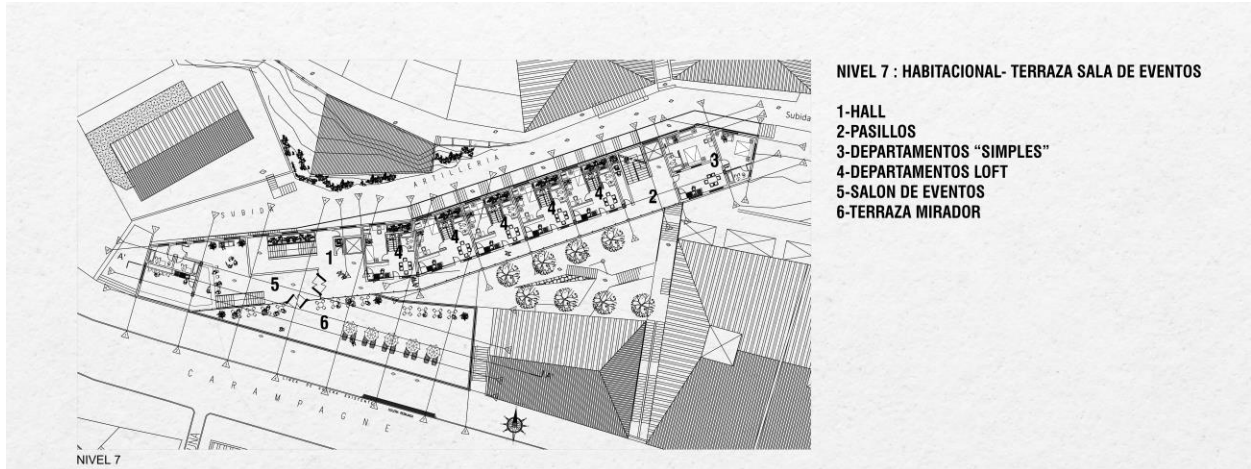 NIVEL 7 : HABITACIONAL- TERRAZA SALA DE EVENTOS
1-HALL
2-PASILLOS
3-DEPARTAMENTOS “SIMPLES”
4-DEPARTAMENTOS LOFT
5-SALON DE EVENTOS
6-TERRAZA MIRADOR
Subida
ARTILLERIA
SUBIDA
3
4
4
4
4
4
4
2
1
5
6
A'
A'
CARAMPAGNE
NIVEL 7